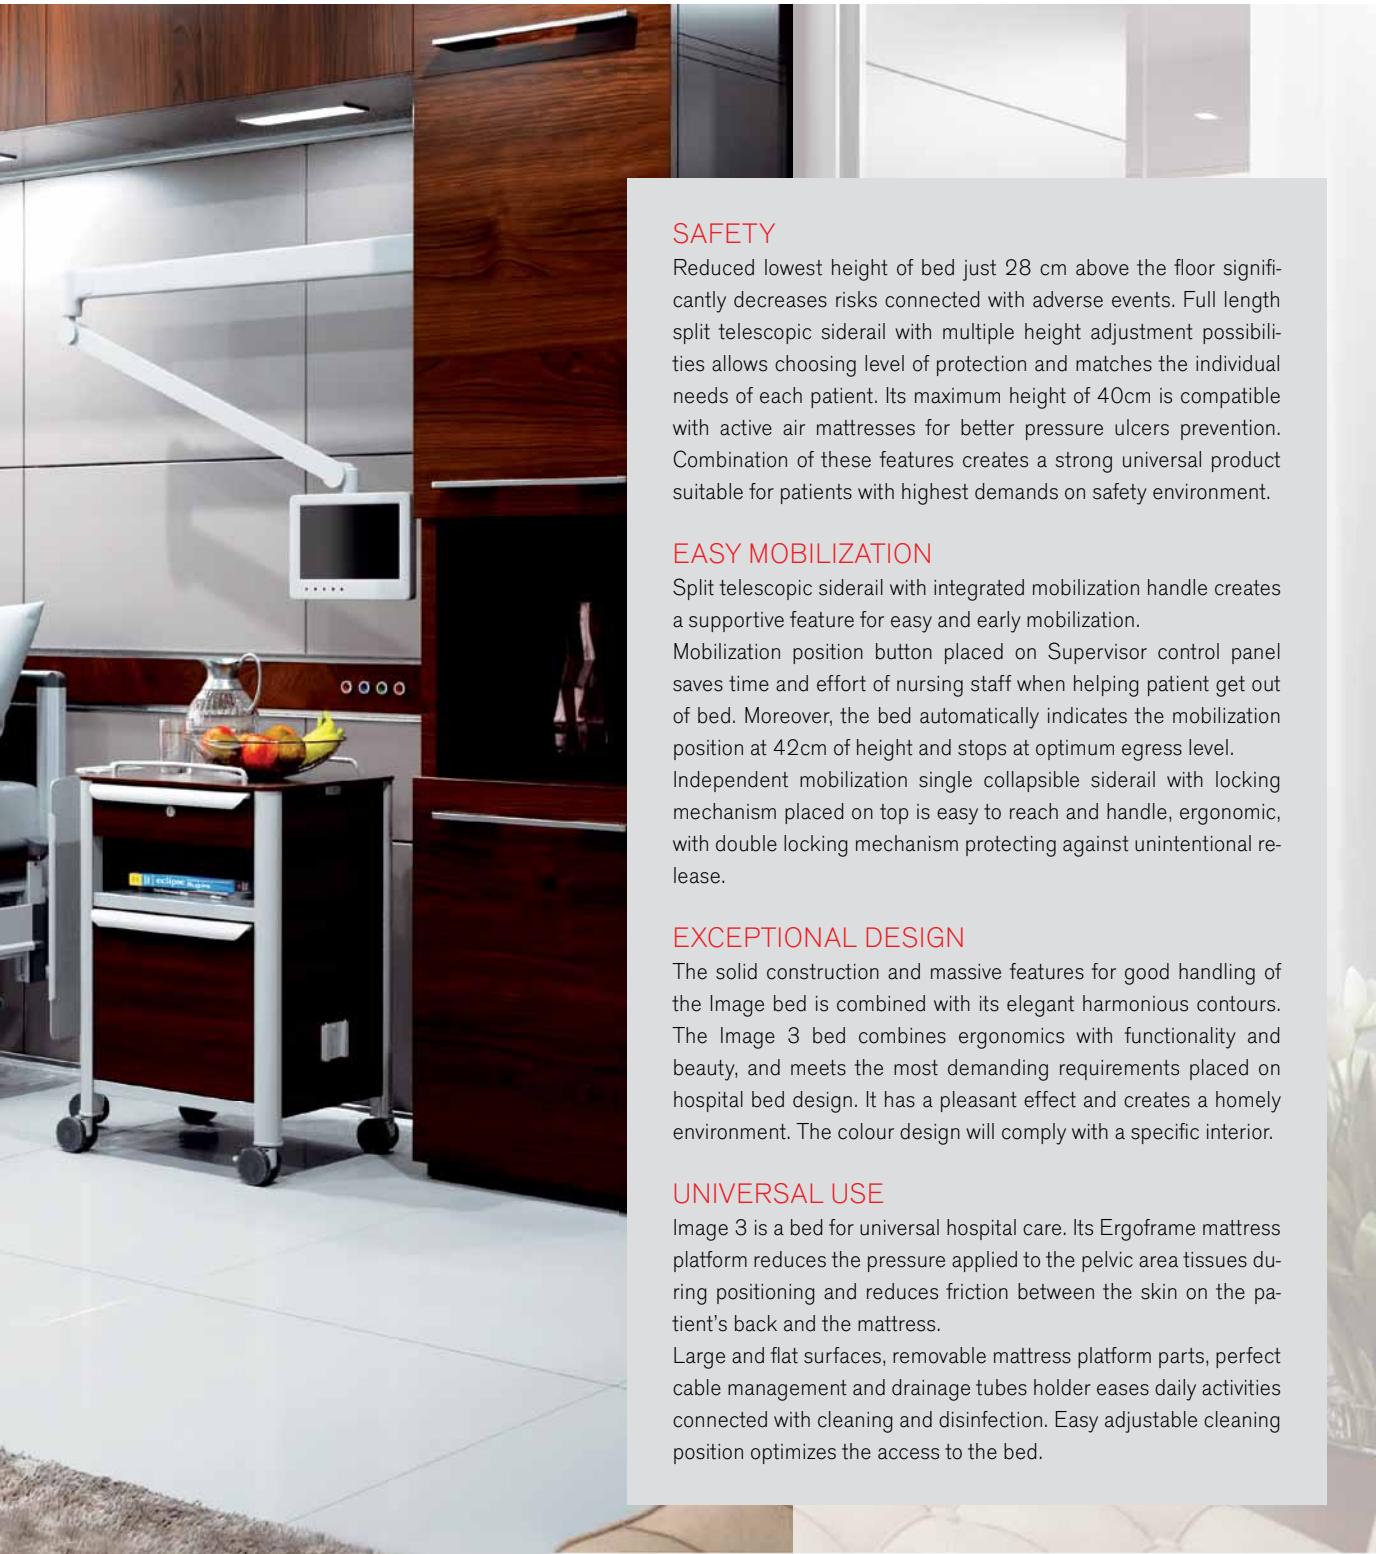 SAFETY
Reduced lowest height of bed just 28 cm above the floor signifi-
cantly decreases risks connected with adverse events. Full length
split telescopic siderail with multiple height adjustment possibili-
ties allows choosing level of protection and matches the individual
needs of each patient. Its maximum height of 40cm is compatible
with active air mattresses for better pressure ulcers prevention.
Combination of these features creates a strong universal product
suitable for patients with highest demands on safety environment.
EASY MOBILIZATION
Split telescopic siderail with integrated mobilization handle creates
a supportive feature for easy and early mobilization.
Mobilization position button placed on Supervisor control panel
saves time and effort of nursing staff when helping patient get out
of bed. Moreover, the bed automatically indicates the mobilization
position at 42cm of height and stops at optimum egress level.
Independent mobilization single collapsible siderail with locking
mechanism placed on top is easy to reach and handle, ergonomic,
with double locking mechanism protecting against unintentional re-
lease.
EXCEPTIONAL DESIGN
The solid construction and massive features for good handling of
the Image bed is combined with its elegant harmonious contours.
The Image 3 bed combines ergonomics with functionality and
beauty, and meets the most demanding requirements placed on
hospital bed design. It has a pleasant effect and creates a homely
environment. The colour design will comply with a specific interior.
UNIVERSAL USE
Image 3 is a bed for universal hospital care. Its Ergoframe mattress
platform reduces the pressure applied to the pelvic area tissues du-
ring positioning and reduces friction between the skin on the pa-
tient's back and the mattress.
Large and flat surfaces, removable mattress platform parts, perfect
cable management and drainage tubes holder eases daily activities
connected with cleaning and disinfection. Easy adjustable cleaning
position optimizes the access to the bed.
eclipse